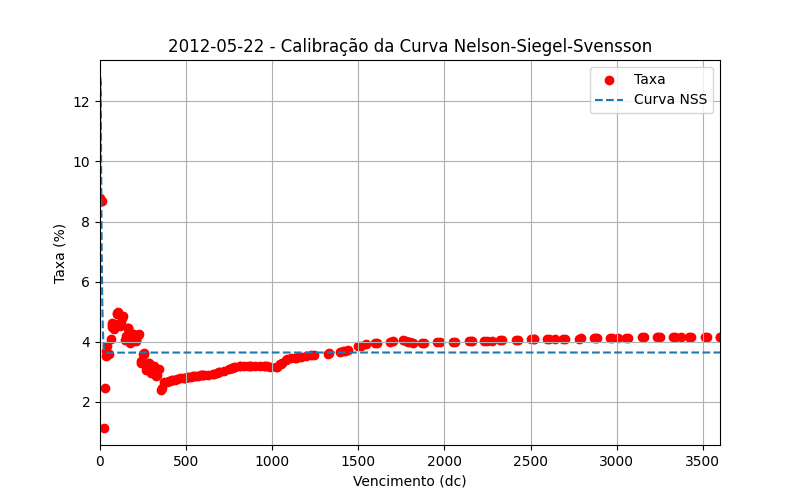 2012-05-22 - Calibração da Curva Nelson-Siegel-Svensson
Taxa
Curva NSS
Taxa (%)
12
10
8
6
4
2
0 500 1000 1500 2000 2500 3000 3500
Vencimento (dc)